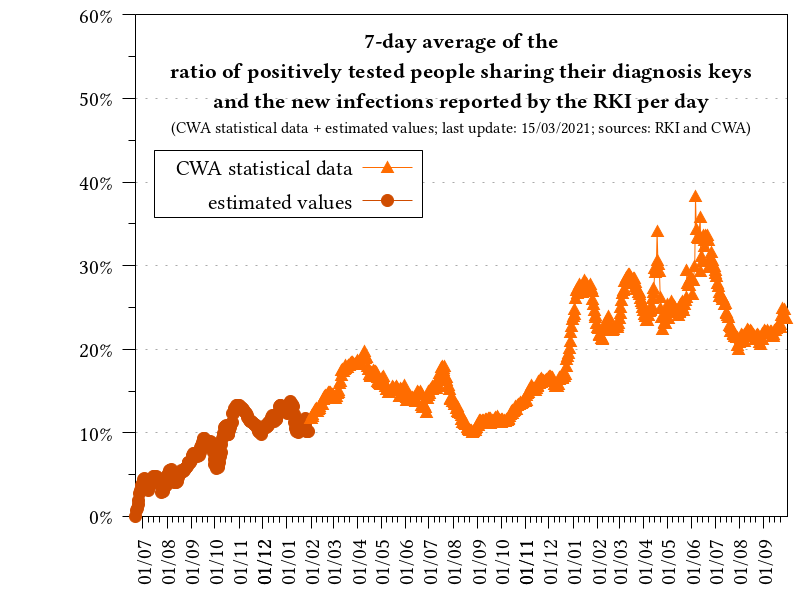 60%
7-day average of the
ratio of positively tested people sharing their diagnosis keys
50%
and the new infections reported by the RKI per day
(CWA statistical data + estimated values; last update: 15/03/2021; sources: RKI and CWA)
CWA statistical data
40%
estimated values
30%
20%
10%
0%
01/07 01/08 01/09 01/10 01/11 01/12 01/01 01/02 01/03 01/04 01/05 01/06 01/07 01/08 01/09 01/10 01/11 01/12 01/01 01/02 01/03 01/04 01/05 01/06 01/07 01/08 01/09